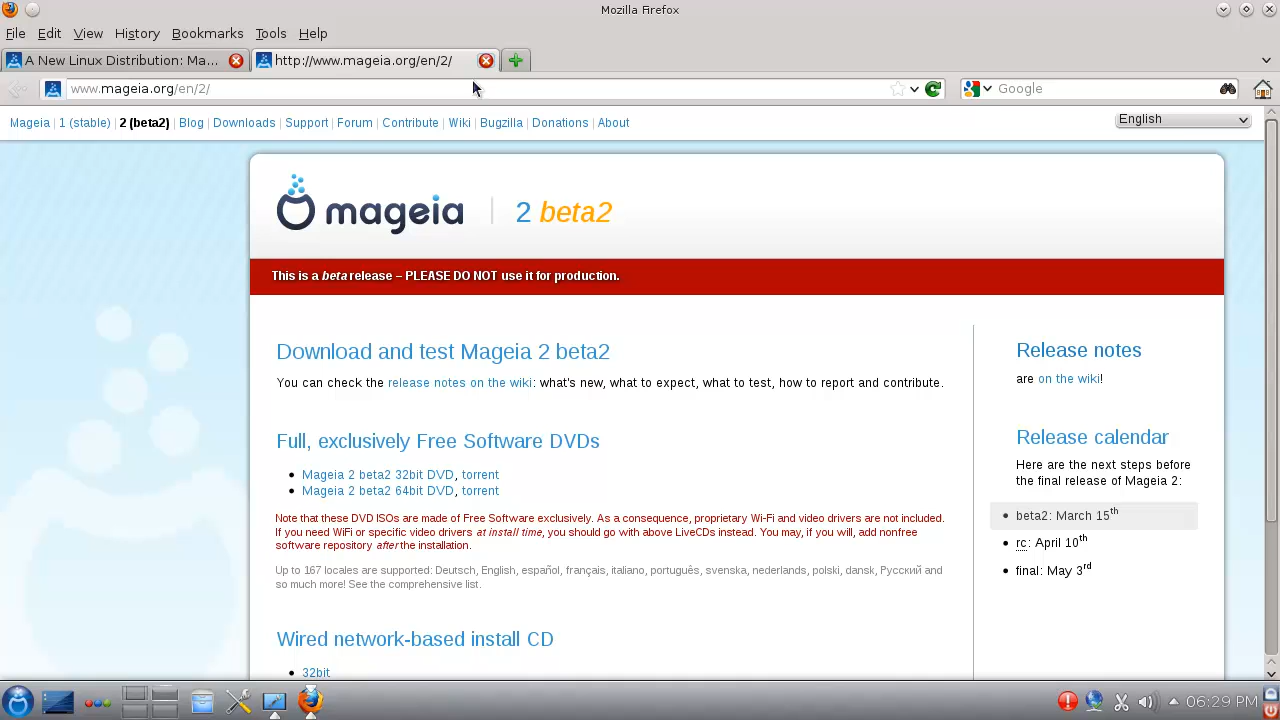 Mozilla Firefox
File Edit View History Bookmarks Tools Help
A New Linux Distribution: Ma...
http://www.mageia.org/en/2/
www.mageia.org/en/2/
Google
Mageia | 1 (stable) | 2 (beta2) | Blog | Downloads | Support | Forum | Contribute | Wiki | Bugzilla | Donations | About
English
mageia | 2 beta2
This is a beta release – PLEASE DO NOT use it for production.
Download and test Mageia 2 beta2
You can check the release notes on the wiki: what's new, what to expect, what to test, how to report and contribute.
Full, exclusively Free Software DVDs
• Mageia 2 beta2 32bit DVD, torrent
• Mageia 2 beta2 64bit DVD, torrent
Note that these DVD ISOs are made of Free Software exclusively. As a consequence, proprietary Wi-Fi and video drivers are not included.
If you need WiFi or specific video drivers at install time, you should go with above LiveCDs instead. You may, if you will, add nonfree
software repository after the installation.
Up to 167 locales are supported: Deutsch, English, español, français, italiano, português, svenska, nederlands, polski, dansk, Русский and
so much more! See the comprehensive list.
Wired network-based install CD
• 32bit
Release notes
are on the wiki!
Release calendar
Here are the next steps before
the final release of Mageia 2:
• beta2: March 15th
• rc: April 10th
• final: May 3rd
06:29 PM